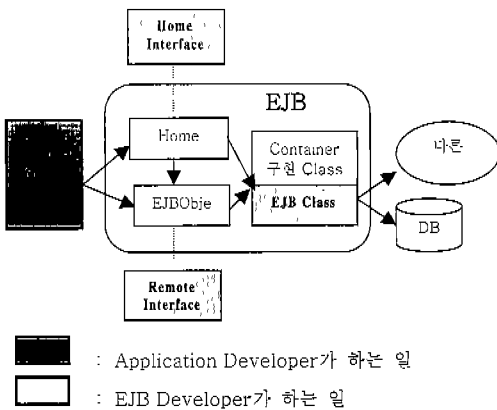 Home
Interface
EJB
Home
Container
구현 Class
다른
EJBObje
EJB Class
DB
Remote
Interface
: Application Developer가 하는 일
: EJB Developer가 하는 일